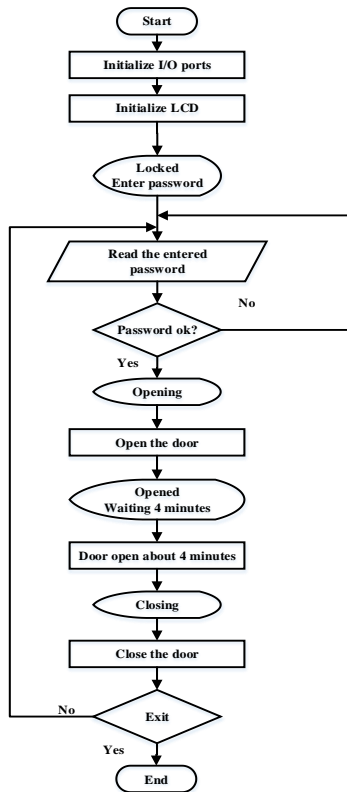 Start
Initialize I/O ports
Initialize LCD
Locked
Enter password
Read the entered
password
No
Password ok?
Yes
Opening
Open the door
Opened
Waiting 4 minutes
Door open about 4 minutes
Closing
Close the door
No
Exit
Yes
End